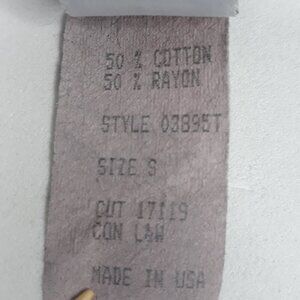 50 % COTTON
50 % RAYON
STYLE 03895T
SIZE S
CUT 17119
CON LAW
MADE IN USA